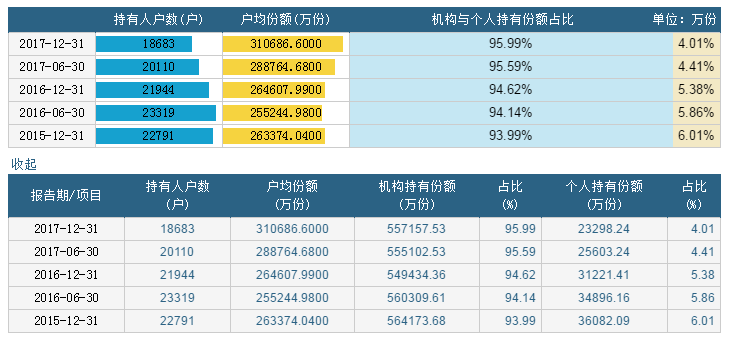 持有人户数(户) 户均份额(万份) 机构与个人持有份额占比 单位：万份
2017-12-31 18683 310686.6000 95.99% 4.01%
2017-06-30 20110 288764.6800 95.59% 4.41%
2016-12-31 21944 264607.9900 94.62% 5.38%
2016-06-30 23319 255244.9800 94.14% 5.86%
2015-12-31 22791 263374.0400 93.99% 6.01%
收起
报告期/项目 持有人户数 户均份额 机构持有份额 占比 个人持有份额 占比
(户) (万份) (万份) (%) (万份) (%)
2017-12-31 18683 310686.6000 557157.53 95.99 23298.24 4.01
2017-06-30 20110 288764.6800 555102.53 95.59 25603.24 4.41
2016-12-31 21944 264607.9900 549434.36 94.62 31221.41 5.38
2016-06-30 23319 255244.9800 560309.61 94.14 34896.16 5.86
2015-12-31 22791 263374.0400 564173.68 93.99 36082.09 6.01